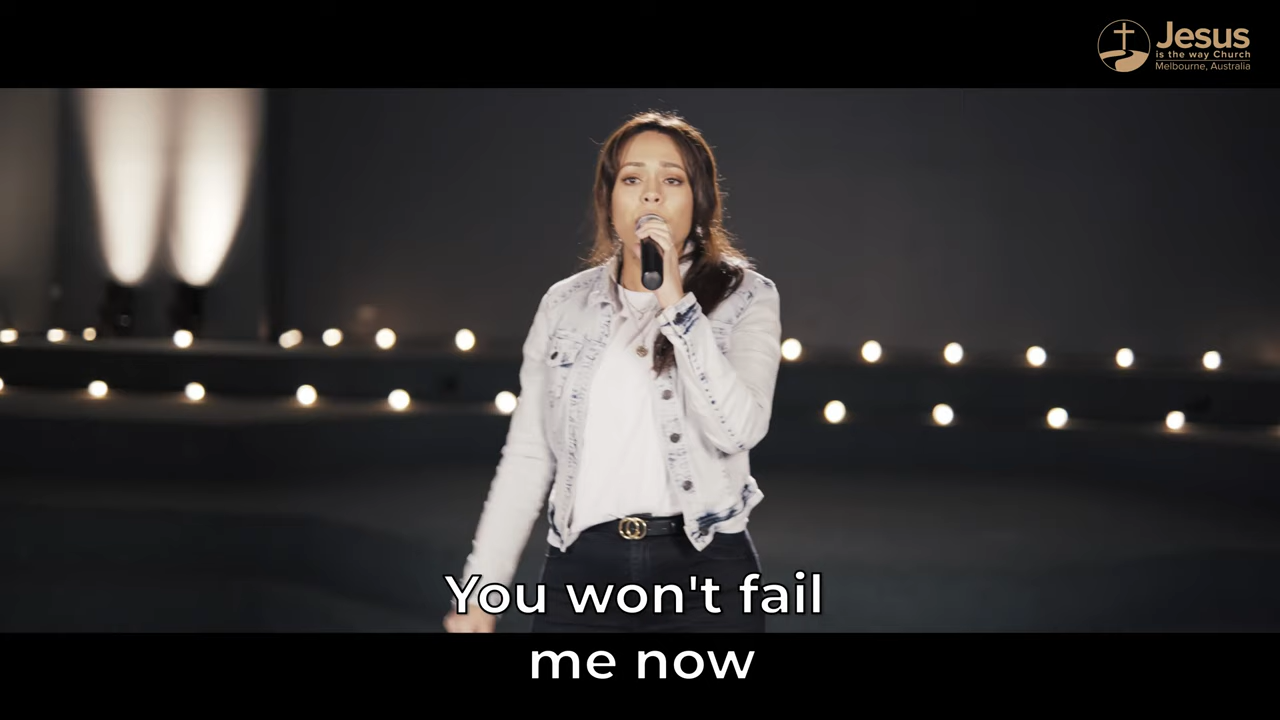 Jesus
is the way Church
Melbourne, Australia
You won't fail
me now